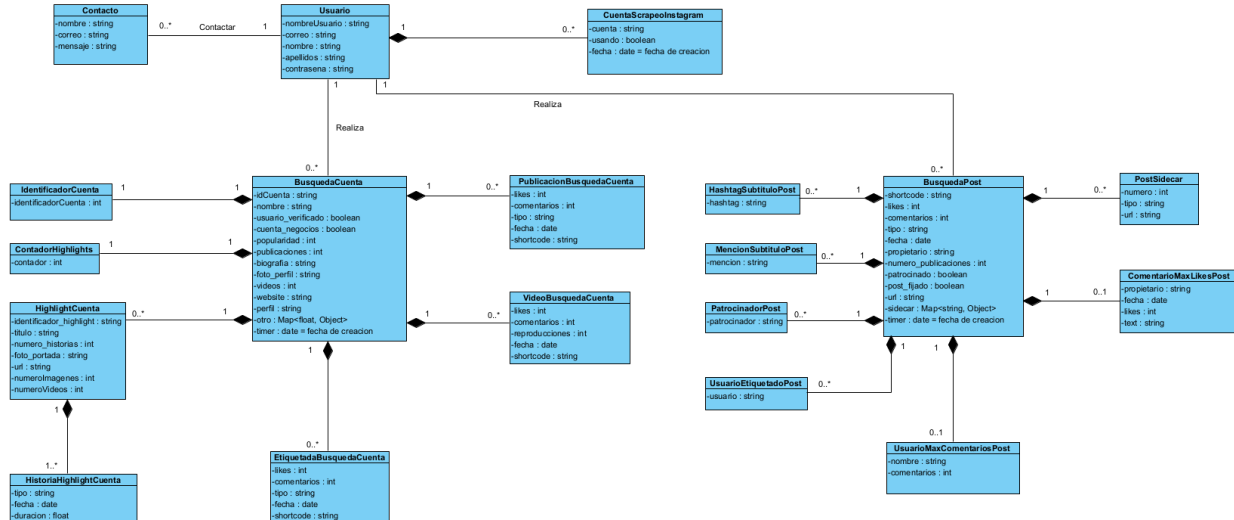 Contacto
-nombre : string
-correo : string
-mensaje : string
0..*
Contactar
1
Usuario
-nombreUsuario : string
-correo : string
-nombre : string
-apellidos : string
-contrasena : string
1
0..*
CuentaScrapeoInstagram
-cuenta : string
-usando : boolean
-fecha : date = fecha de creacion
1
Realiza
0..*
1
Realiza
0..*
IdentificadorCuenta
-identificadorCuenta : int
1
1
ContadorHighlights
-contador : int
1
1
HighlightCuenta
-identificador_highlight : string
-titulo : string
-numero_historias : int
-foto_portada : string
-url : string
-numeroImagenes : int
-numeroVideos : int
0..*
1
1
1..*
HistoriaHighlightCuenta
-tipo : string
-fecha : date
-duracion : float
BusquedaCuenta
-idCuenta : string
-nombre : string
-usuario_verificado : boolean
-cuenta_negocios : boolean
-popularidad : int
-publicaciones : int
-biografia : string
-foto_perfil : string
-videos : int
-website : string
-perfil : string
-otro : Map<float, Object>
-timer : date = fecha de creacion
1
0..*
PublicacionBusquedaCuenta
-likes : int
-comentarios : int
-tipo : string
-fecha : date
-shortcode : string
1
0..*
VideoBusquedaCuenta
-likes : int
-comentarios : int
-reproducciones : int
-fecha : date
-shortcode : string
1
0..*
EtiquetadaBusquedaCuenta
-likes : int
-comentarios : int
-tipo : string
-fecha : date
-shortcode : string
HashtagSubtituloPost
-hashtag : string
0..*
1
MencionSubtituloPost
-mencion : string
0..*
1
PatrocinadorPost
-patrocinador : string
0..*
1
UsuarioEtiquetadoPost
-usuario : string
0..*
1
BusquedaPost
-shortcode : string
-likes : int
-comentarios : int
-tipo : string
-fecha : date
-propietario : string
-numero_publicaciones : int
-patrocinado : boolean
-post_fijado : boolean
-url : string
-sidecar : Map<string, Object>
-timer : date = fecha de creacion
1
0..*
PostSidecar
-numero : int
-tipo : string
-url : string
1
0..1
ComentarioMaxLikesPost
-propietario : string
-fecha : date
-likes : int
-text : string
1
0..1
UsuarioMaxComentariosPost
-nombre : string
-comentarios : int